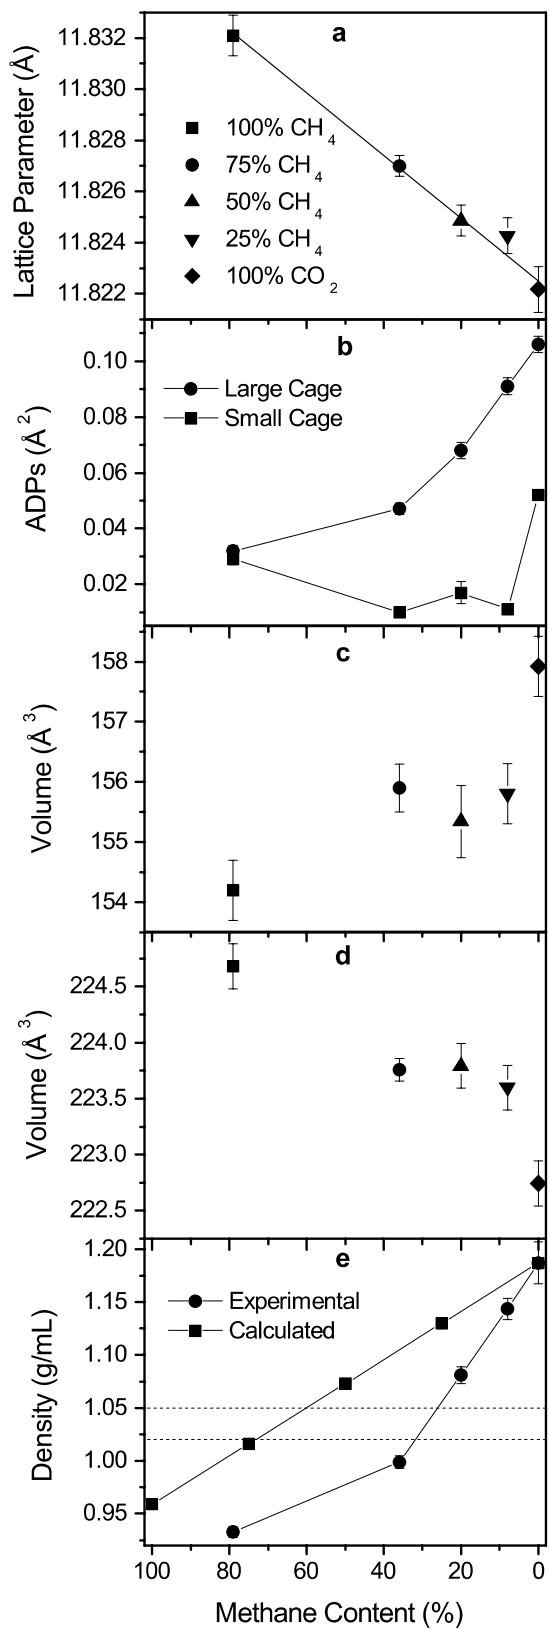 a
11.832
11.830
11.828
11.826
11.824
11.822
Lattice Parameter (Å)
100% CH4
75% CH4
50% CH4
25% CH4
100% CO2
b
0.10
0.08
0.06
0.04
0.02
ADPs (Å2)
Large Cage
Small Cage
c
158
157
156
155
154
Volume (Å3)
d
224.5
224.0
223.5
223.0
222.5
Volume (Å3)
e
1.20
1.15
1.10
1.05
1.00
0.95
Density (g/mL)
Experimental
Calculated
100 80 60 40 20 0
Methane Content (%)